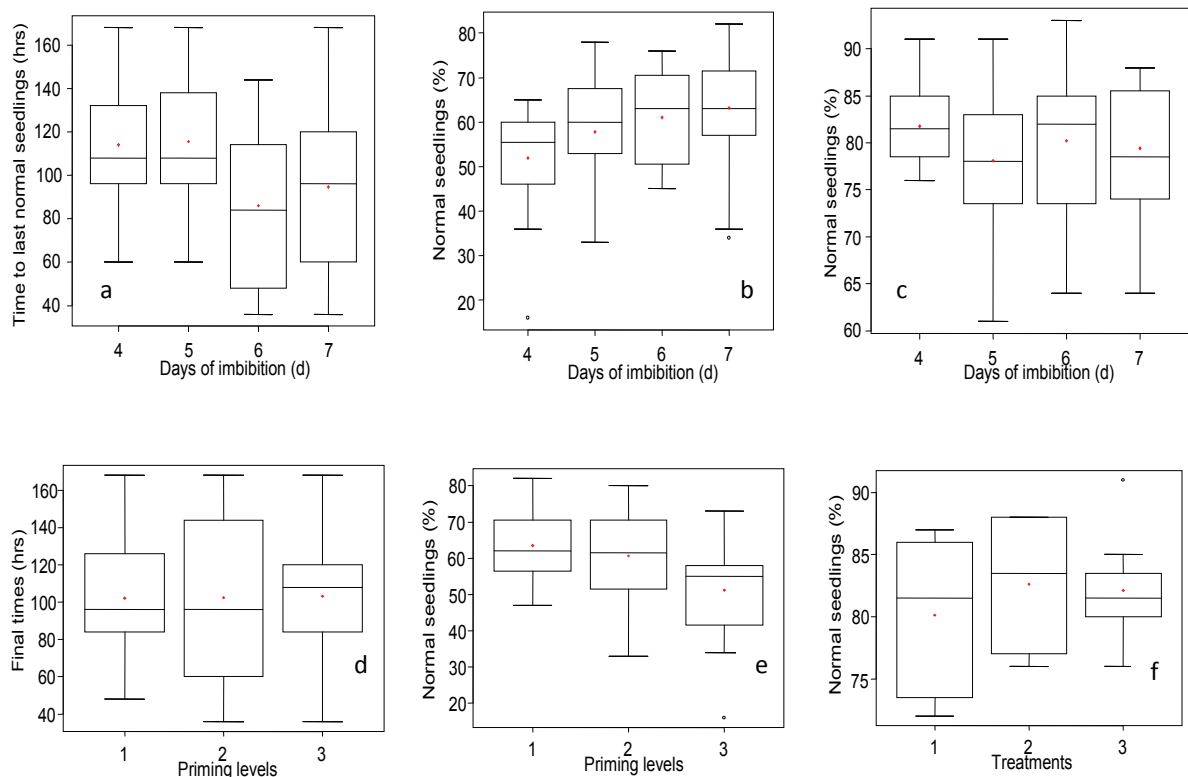 Time to last normal seedlings (hrs)
160
140
120
100
80
60
40
a
4 5 6 7
Days of imbibition (d)
Normal seedlings (%)
80
70
60
50
40
30
20
b
4 5 6 7
Days of imbibition (d)
Normal seedlings (%)
90
85
80
75
70
65
60
c
4 5 6 7
Days of imbibition (d)
Final times (hrs)
160
140
120
100
80
60
40
d
1 2 3
Priming levels
Normal seedlings (%)
80
70
60
50
40
30
20
e
1 2 3
Priming levels
Normal seedlings (%)
90
85
80
75
f
1 2 3
Treatments